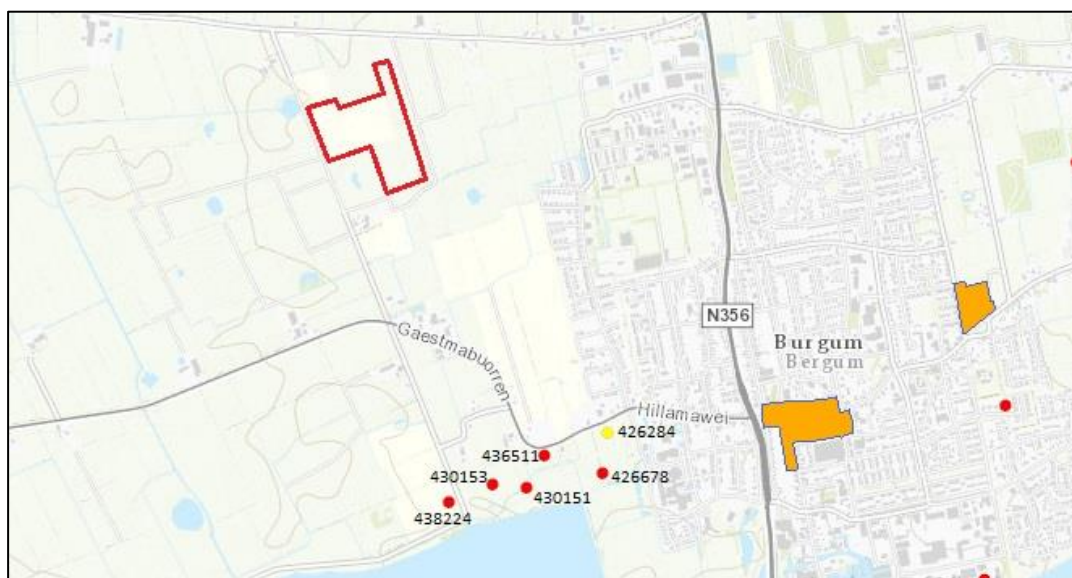 N356
Gaestmabuorren
Burgum
Bergum
Hillamawei
426284
436511
430153
426678
430151
438224